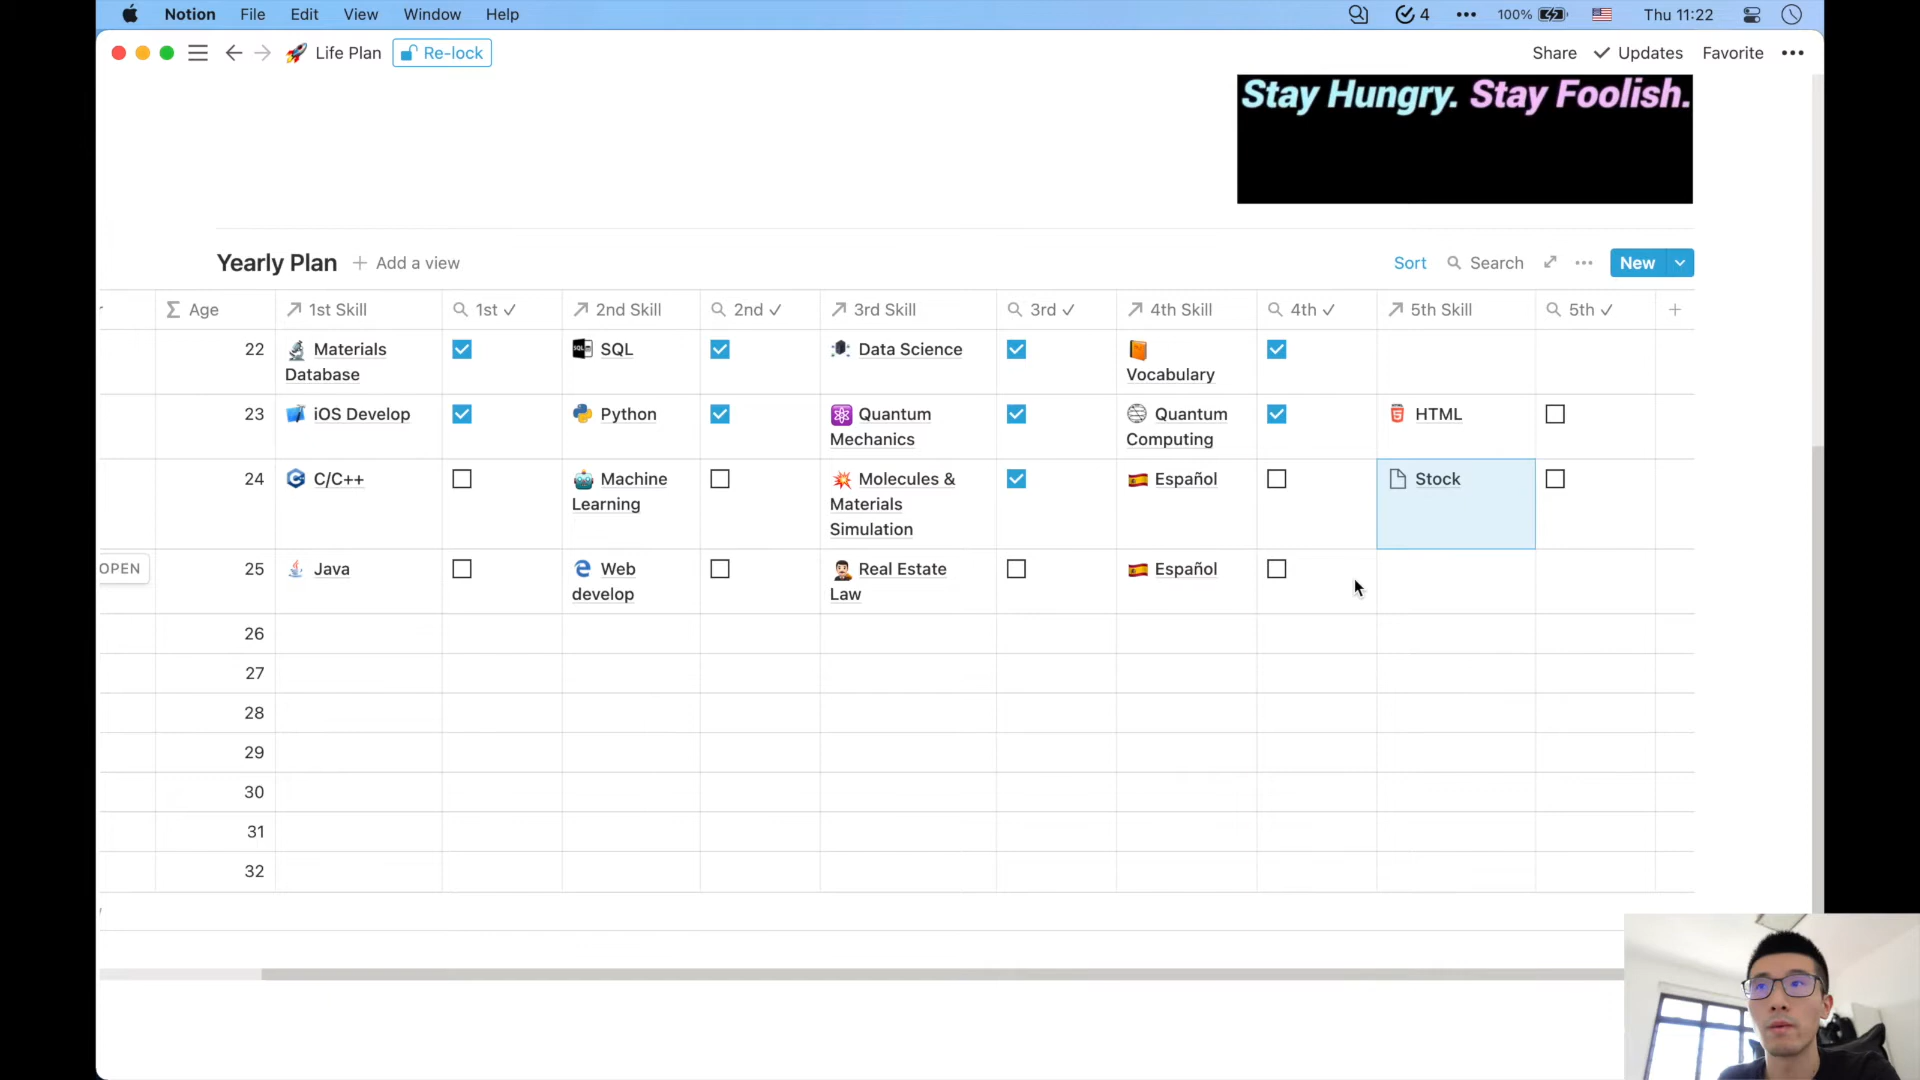 Notion File Edit View Window Help 4 ••• 100% Thu 11:22
Life Plan Re-lock Share Updates Favorite •••
Stay Hungry. Stay Foolish.
Yearly Plan + Add a view Sort Search ••• New
Σ Age 1st Skill 1st ✓ 2nd Skill 2nd ✓ 3rd Skill 3rd ✓ 4th Skill 4th ✓ 5th Skill 5th ✓ +
22 Materials SQL Data Science
Database Vocabulary
23 iOS Develop Python Quantum Quantum HTML
Mechanics Computing
24 C/C++ Machine Molecules & Español Stock
Learning Materials
Simulation
OPEN 25 Java Web Real Estate Español
develop Law
26
27
28
29
30
31
32